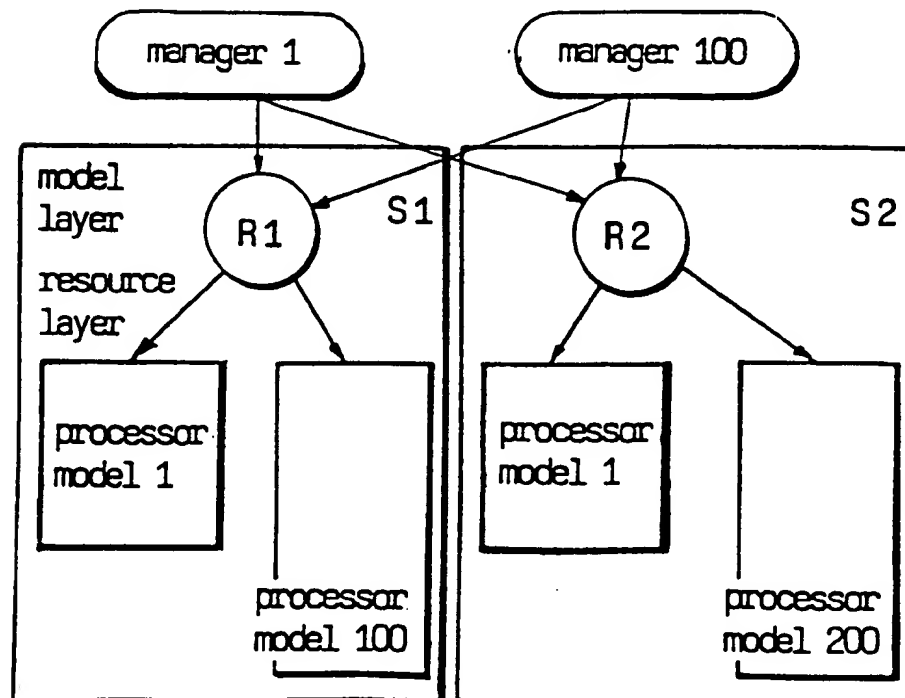 manager 1
manager 100
model
layer
R1
S1
R2
S2
resource
layer
processor
model 1
processor
model 100
processor
model 1
processor
model 200